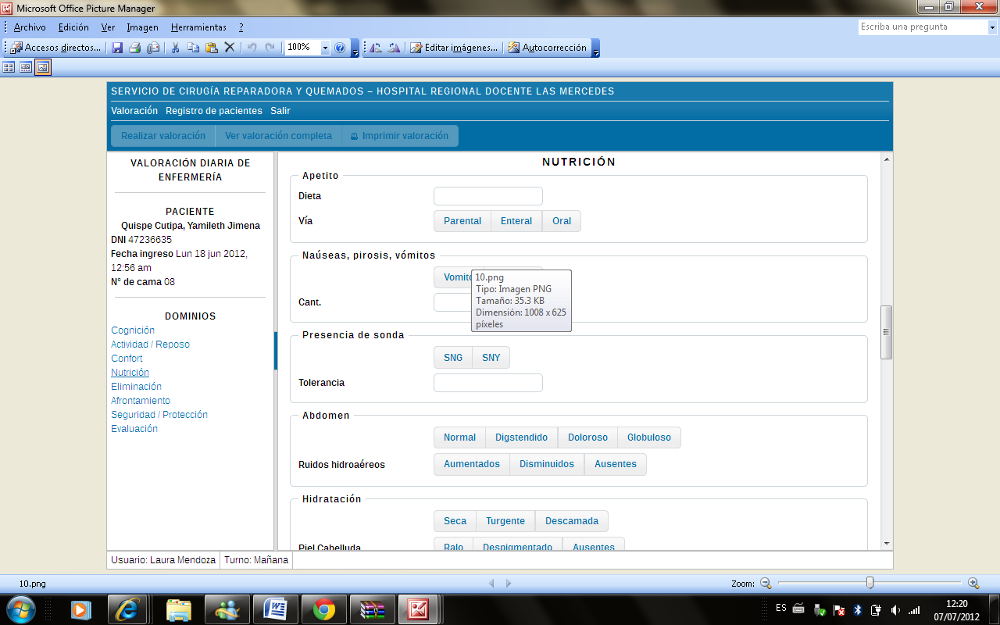 Microsoft Office Picture Manager
Archivo Edición Ver Imagen Herramientas ?
Escriba una pregunta
Accesos directos... 100% Editar imágenes... Autocorrección
SERVICIO DE CIRUGÍA REPARADORA Y QUEMADOS – HOSPITAL REGIONAL DOCENTE LAS MERCEDES
Valoración Registro de pacientes Salir
Realizar valoración Ver valoración completa Imprimir valoración
VALORACIÓN DIARIA DE
ENFERMERÍA
PACIENTE
Quispe Cutipa, Yamileth Jimena
DNI 47236635
Fecha ingreso Lun 18 jun 2012,
12:56 am
N° de cama 08
DOMINIOS
Cognición
Actividad / Reposo
Confort
Nutrición
Eliminación
Afrontamiento
Seguridad / Protección
Evaluación
NUTRICIÓN
Apetito
Dieta
Vía Parental Enteral Oral
Naúseas, pirosis, vómitos
Vomito
Cant.
10.png
Tipo: Imagen PNG
Tamaño: 35.3 KB
Dimensión: 1008 x 625
píxeles
Presencia de sonda
SNG SNY
Tolerancia
Abdomen
Normal Digstendido Doloroso Globuloso
Ruidos hidroaéreos Aumentados Disminuidos Ausentes
Hidratación
Seca Turgente Descamada
Piel Cabelluda Ralo Despigmentado Ausentes
Usuario: Laura Mendoza Turno: Mañana
10.png Zoom:
ES 12:20
07/07/2012